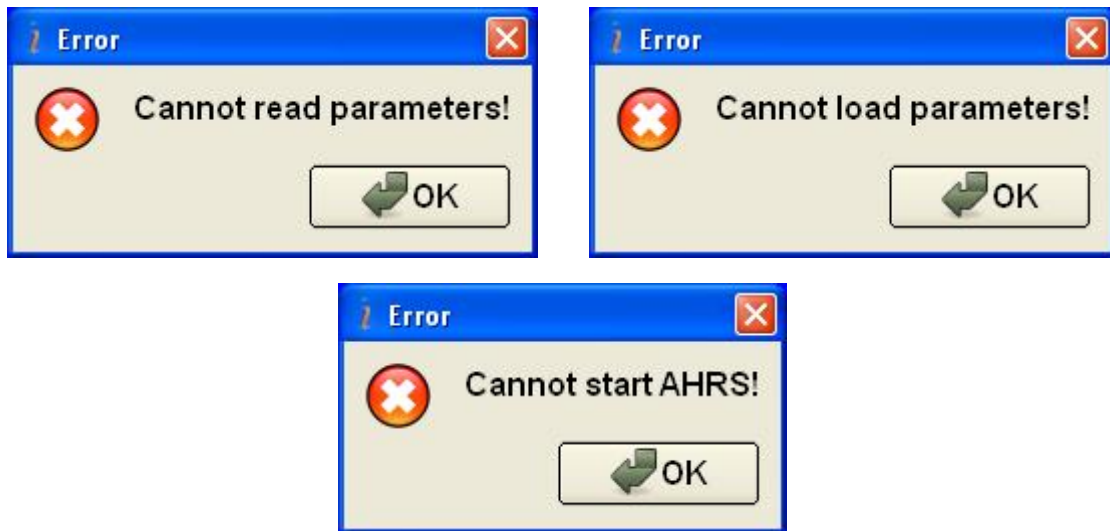 Error
Cannot read parameters!
OK
Error
Cannot load parameters!
OK
Error
Cannot start AHRS!
OK